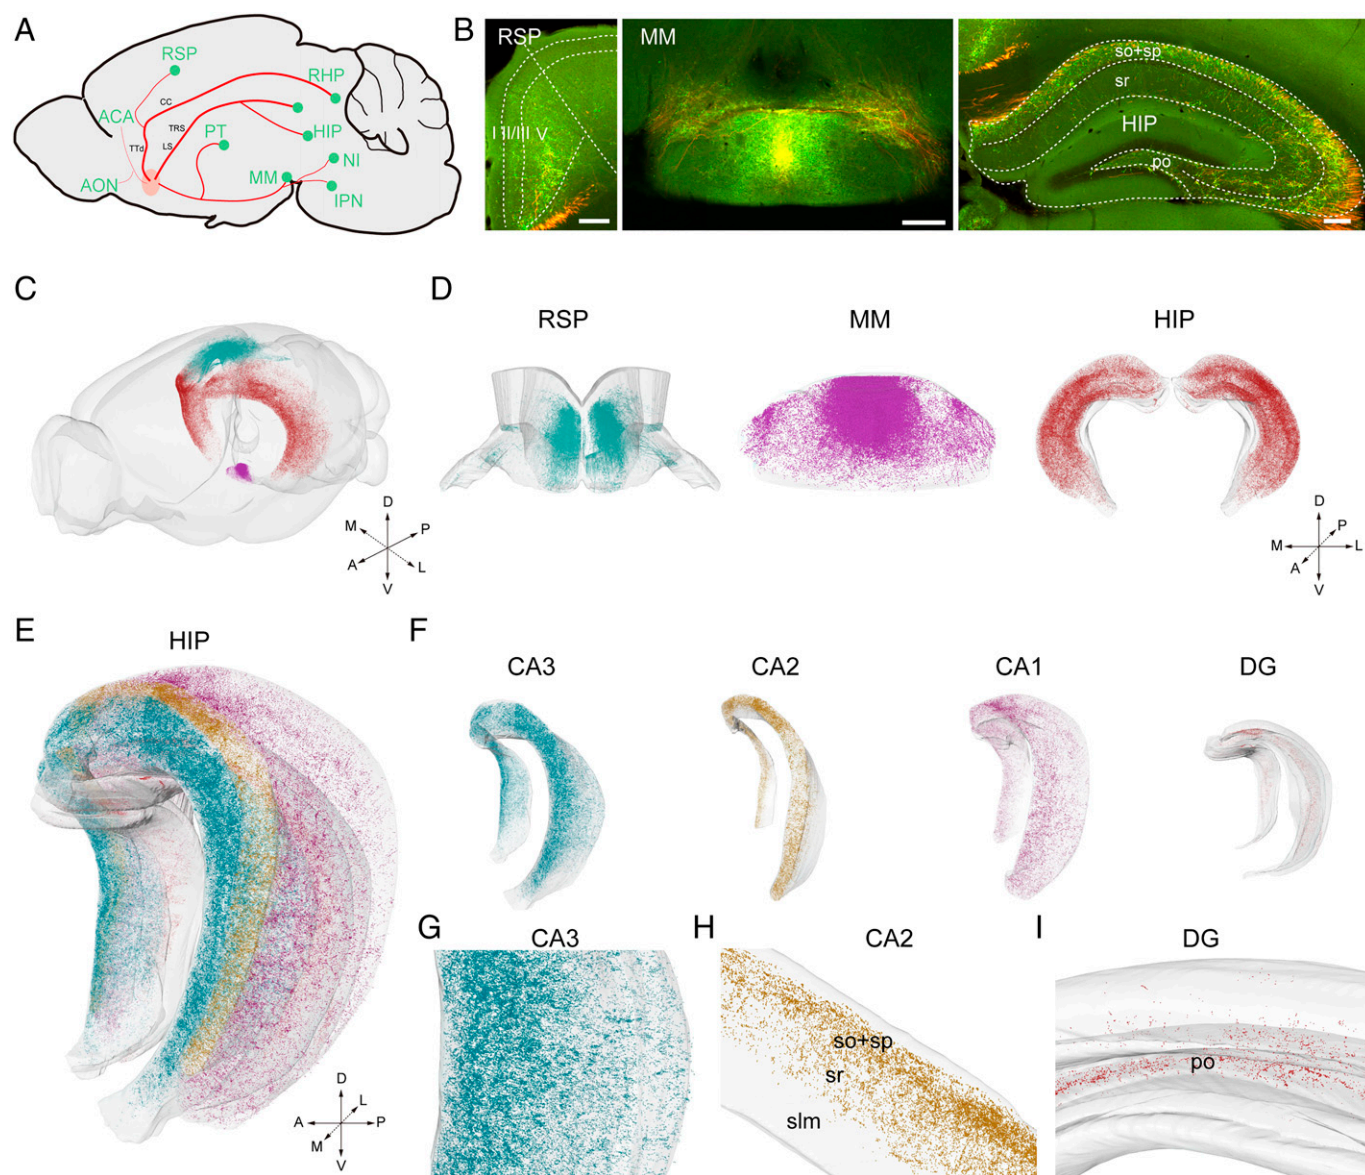 A
RSP
RHP
CC
ACA
PT
TRS
HIP
TTd
LS
NI
AON
MM
IPN
B
RSP
I II/III V
MM
so+sp
sr
HIP
po
C
D
M
P
A
L
V
D
RSP
MM
HIP
D
P
M
L
A
V
E
HIP
D
L
A
P
M
V
F
CA3
CA2
CA1
DG
G
CA3
H
CA2
so+sp
sr
slm
I
DG
po